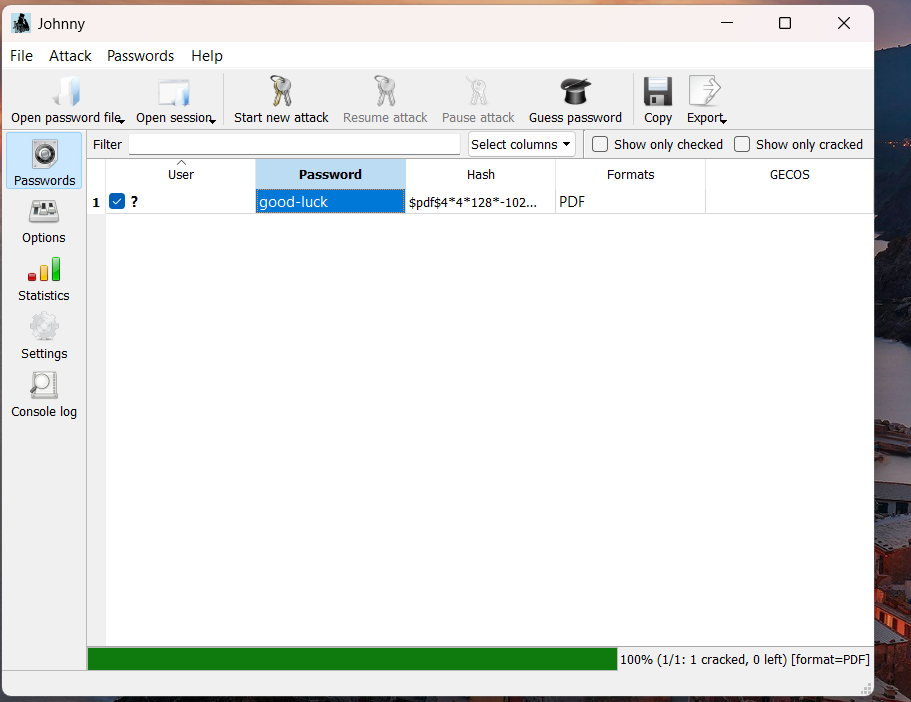 Johnny
File Attack Passwords Help
Open password file Open session Start new attack Resume attack Pause attack Guess password Copy Export
Filter Select columns Show only checked Show only cracked
Passwords
Options
Statistics
Settings
Console log
User Password Hash Formats GECOS
1 ? good-luck $pdf$4*4*128*-102... PDF
100% (1/1: 1 cracked, 0 left) [format=PDF]